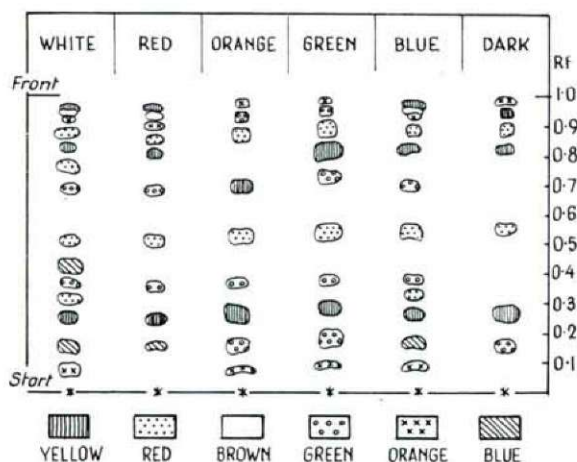 WHITE RED ORANGE GREEN BLUE DARK
Rf
Front
1.0
0.9
0.8
0.7
0.6
0.5
0.4
0.3
0.2
0.1
Start
YELLOW RED BROWN GREEN ORANGE BLUE